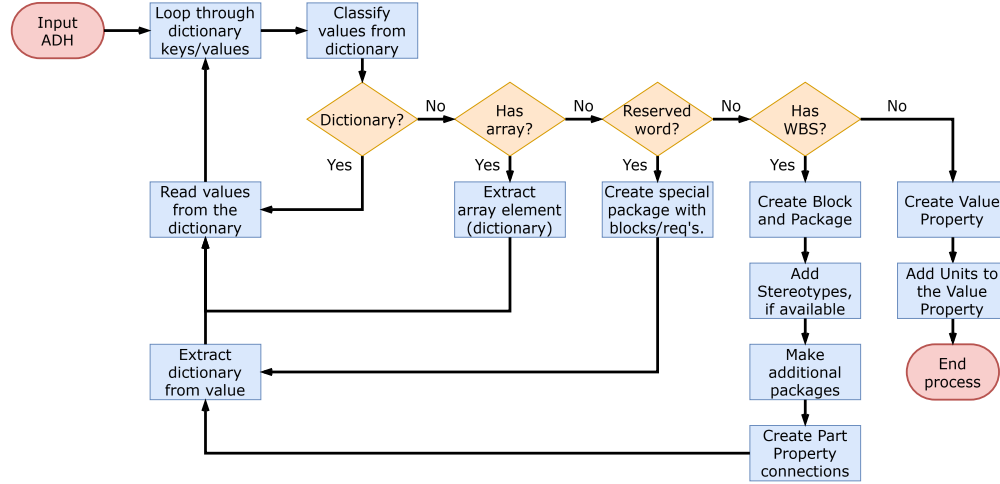 Input
ADH
Loop through
dictionary
keys/values
Classify
values from
dictionary
Dictionary?
No
Has
array?
No
Reserved
word?
No
Has
WBS?
No
Yes
Yes
Yes
Yes
Read values
from the
dictionary
Extract
array element
(dictionary)
Create special
package with
blocks/req's.
Create Block
and Package
Create Value
Property
Add
Stereotypes,
if available
Add Units to
the Value
Property
Extract
dictionary
from value
Make
additional
packages
End
process
Create Part
Property
connections